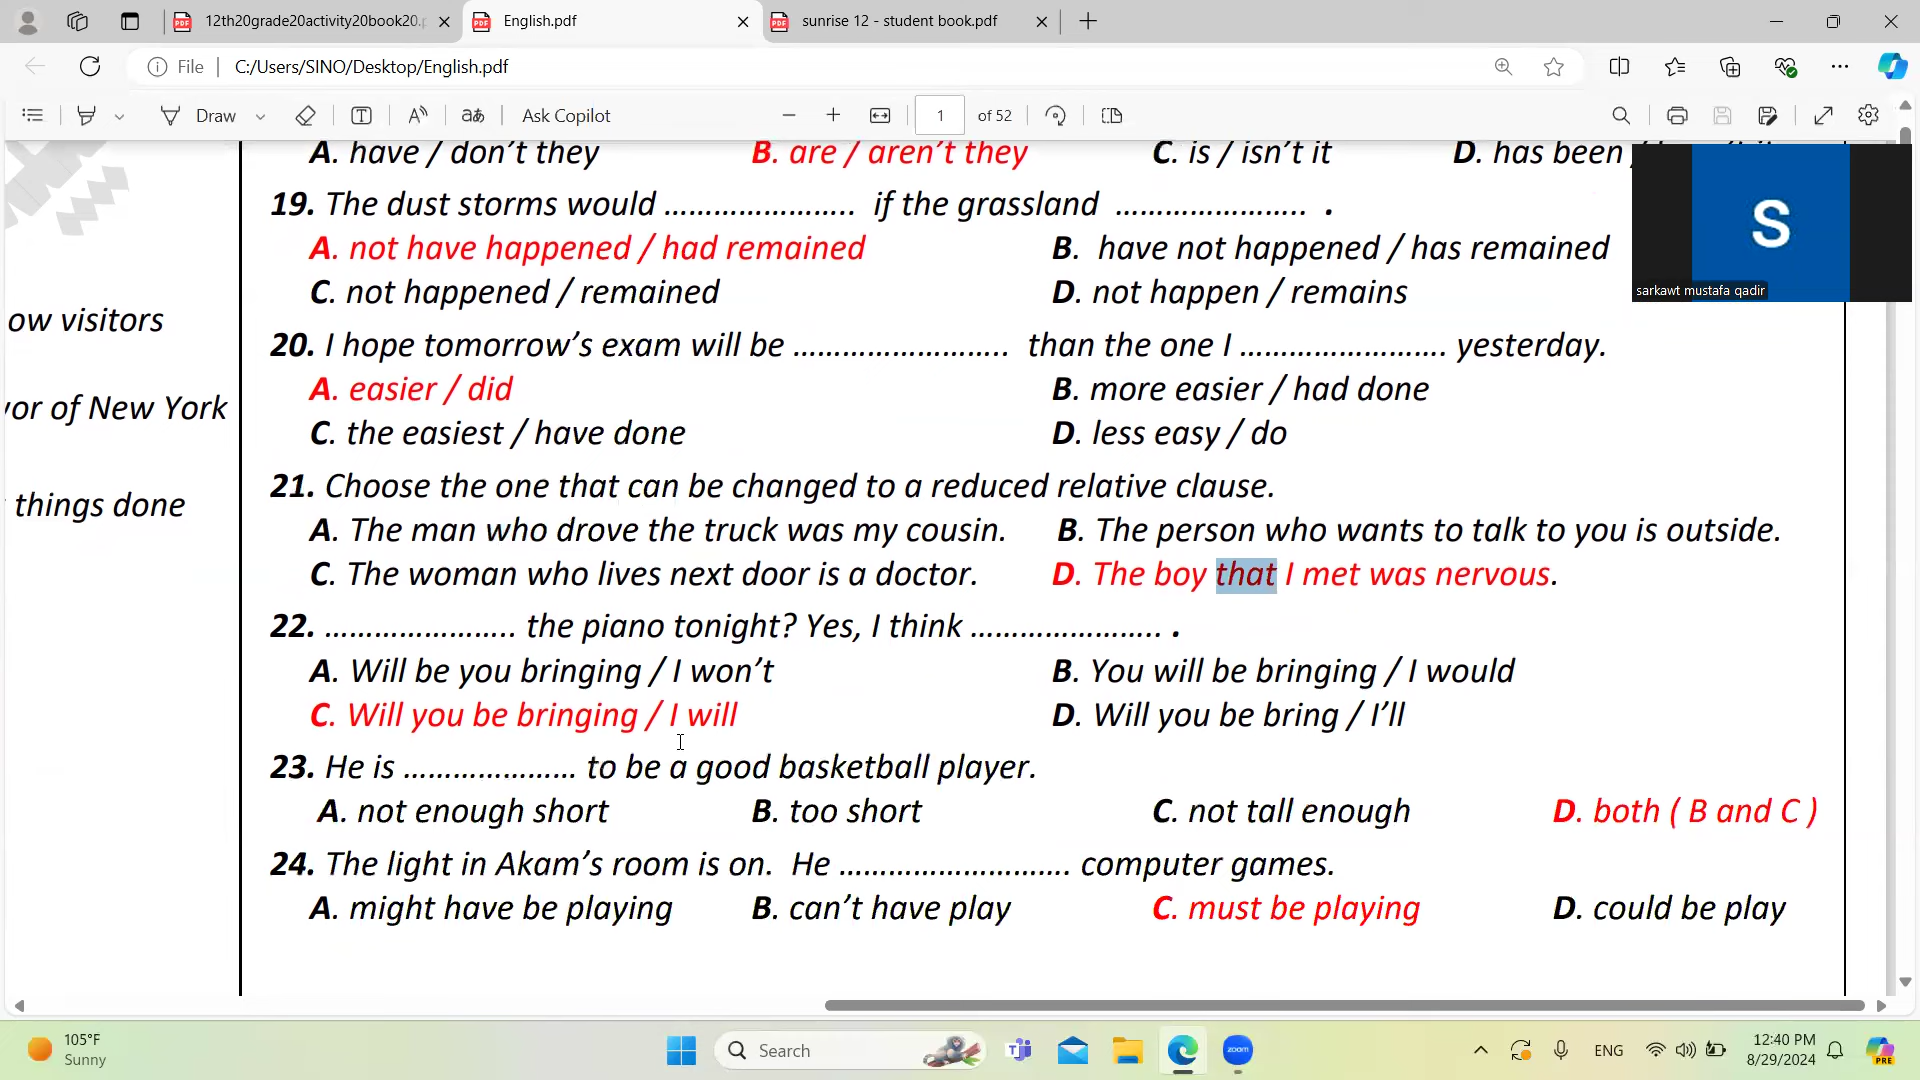 12th20grade20activity20book20.
English.pdf
sunrise 12 - student book.pdf
File
C:/Users/SINO/Desktop/English.pdf
Draw
Ask Copilot
1 of 52
A. have / don’t they B. are / aren’t they C. is / isn’t it D. has been
19. The dust storms would ………………….. if the grassland ………………….. .
A. not have happened / had remained B. have not happened / has remained
C. not happened / remained D. not happen / remains
S
sarkawt mustafa qadir
20. I hope tomorrow’s exam will be …………………….. than the one I ……………………. yesterday.
A. easier / did B. more easier / had done
C. the easiest / have done D. less easy / do
21. Choose the one that can be changed to a reduced relative clause.
A. The man who drove the truck was my cousin. B. The person who wants to talk to you is outside.
C. The woman who lives next door is a doctor. D. The boy that I met was nervous.
22. ………………….. the piano tonight? Yes, I think ………………….. .
A. Will be you bringing / I won’t B. You will be bringing / I would
C. Will you be bringing / I will D. Will you be bring / I’ll
23. He is ………………… to be a good basketball player.
A. not enough short B. too short C. not tall enough D. both ( B and C )
24. The light in Akam’s room is on. He ………………………. computer games.
A. might have be playing B. can’t have play C. must be playing D. could be play
ow visitors
or of New York
things done
105°F
Sunny
Search
zoom
ENG
12:40 PM
8/29/2024
PRE